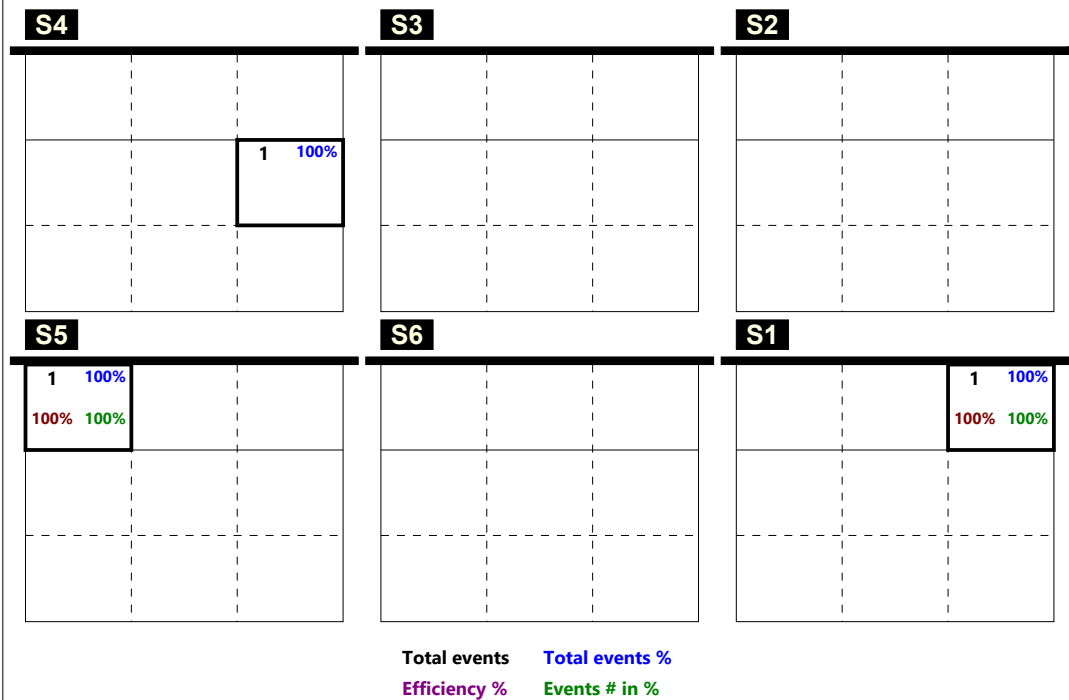 S4 S3 S2
1 100%
S5 S6 S1
1 100% 1 100%
100% 100% 100% 100%
Total events Total events %
Efficiency % Events # in %